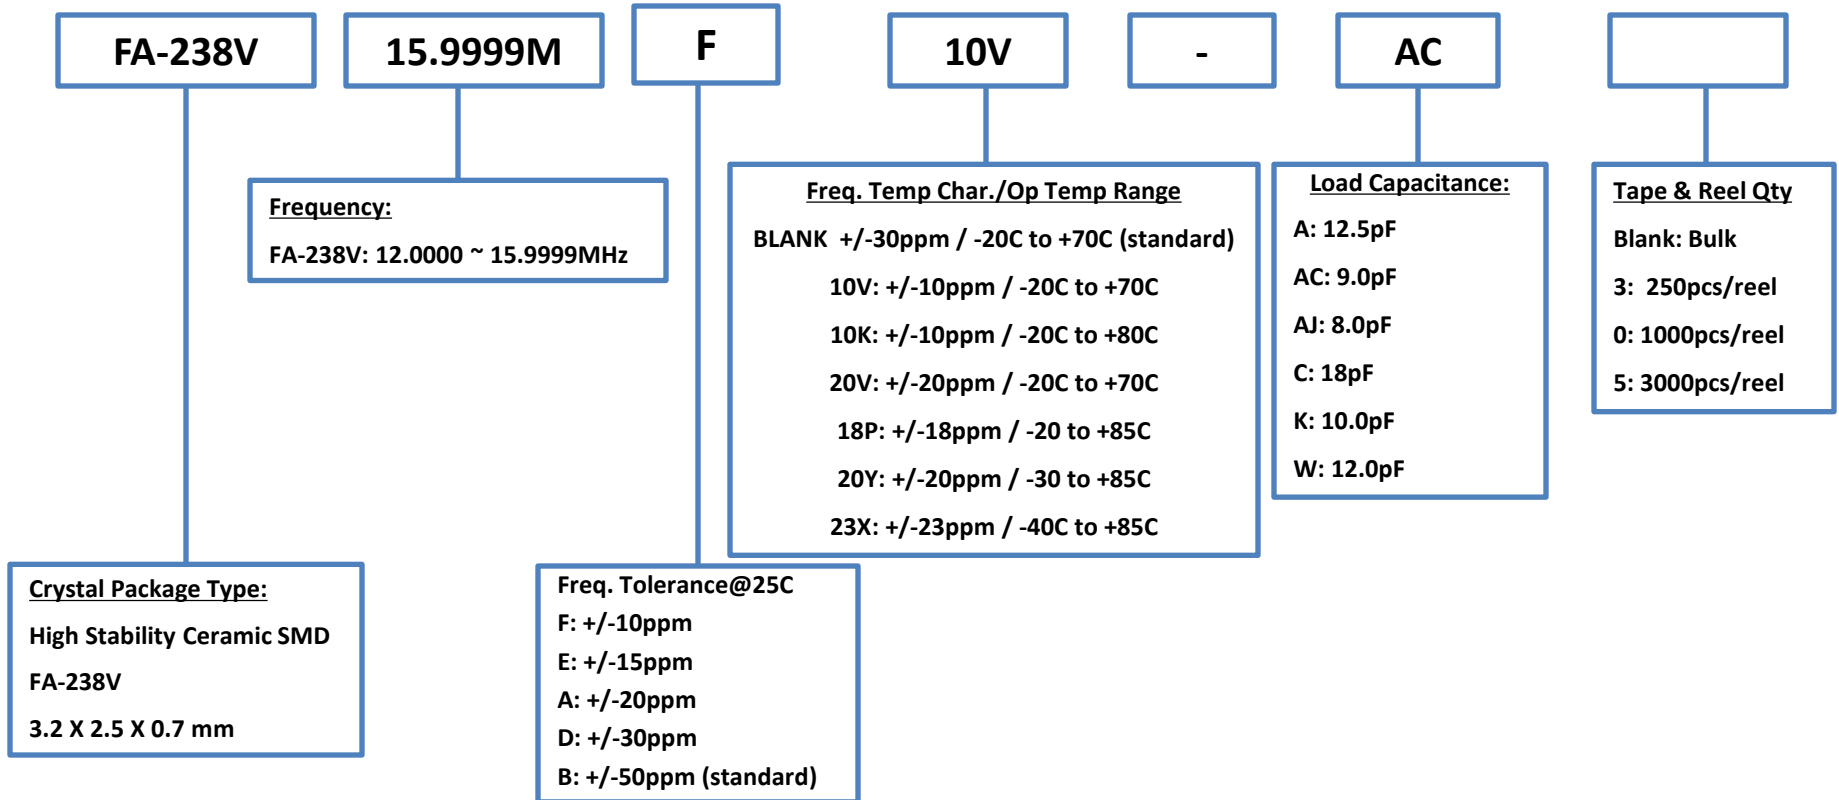 FA-238V
15.9999M
F
10V
-
AC
Frequency:
FA-238V: 12.0000 ~ 15.9999MHz
Freq. Temp Char./Op Temp Range
BLANK  +/-30ppm / -20C to +70C (standard)
10V: +/-10ppm / -20C to +70C
10K: +/-10ppm / -20C to +80C
20V: +/-20ppm / -20C to +70C
18P: +/-18ppm / -20 to +85C
20Y: +/-20ppm / -30 to +85C
23X: +/-23ppm / -40C to +85C
Load Capacitance:
A: 12.5pF
AC: 9.0pF
AJ: 8.0pF
C: 18pF
K: 10.0pF
W: 12.0pF
Tape & Reel Qty
Blank: Bulk
3:  250pcs/reel
0: 1000pcs/reel
5: 3000pcs/reel
Crystal Package Type:
High Stability Ceramic SMD
FA-238V
3.2 X 2.5 X 0.7 mm
Freq. Tolerance@25C
F: +/-10ppm
E: +/-15ppm
A: +/-20ppm
D: +/-30ppm
B: +/-50ppm (standard)